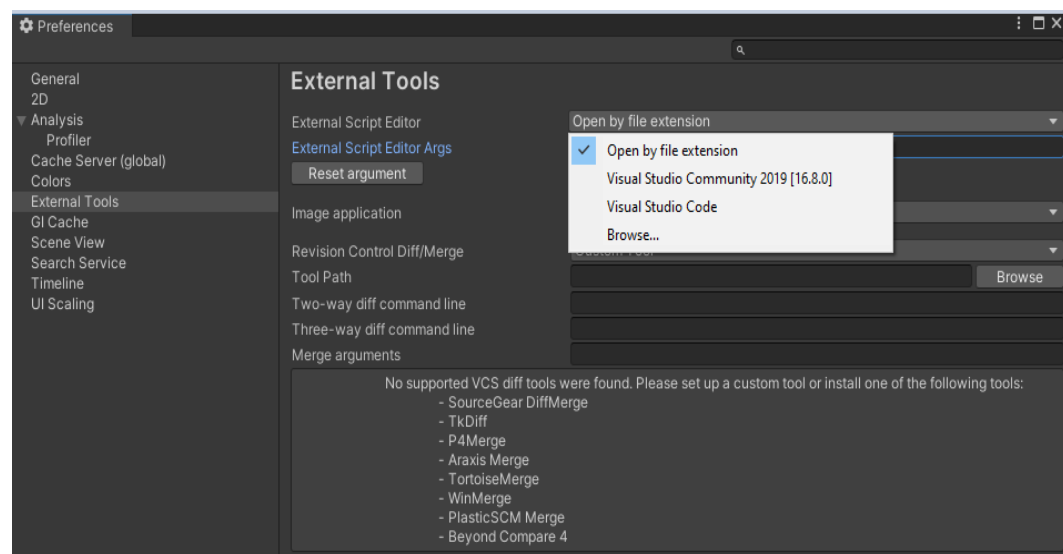 Preferences
General
2D
Analysis
Profiler
Cache Server (global)
Colors
External Tools
GI Cache
Scene View
Search Service
Timeline
UI Scaling
External Tools
External Script Editor
Open by file extension
External Script Editor Args
Reset argument
Open by file extension
Visual Studio Community 2019 [16.8.0]
Visual Studio Code
Browse...
Image application
Revision Control Diff/Merge
Custom Tool
Tool Path
Browse
Two-way diff command line
Three-way diff command line
Merge arguments
No supported VCS diff tools were found. Please set up a custom tool or install one of the following tools:
- SourceGear DiffMerge
- TkDiff
- P4Merge
- Araxis Merge
- TortoiseMerge
- WinMerge
- PlasticSCM Merge
- Beyond Compare 4